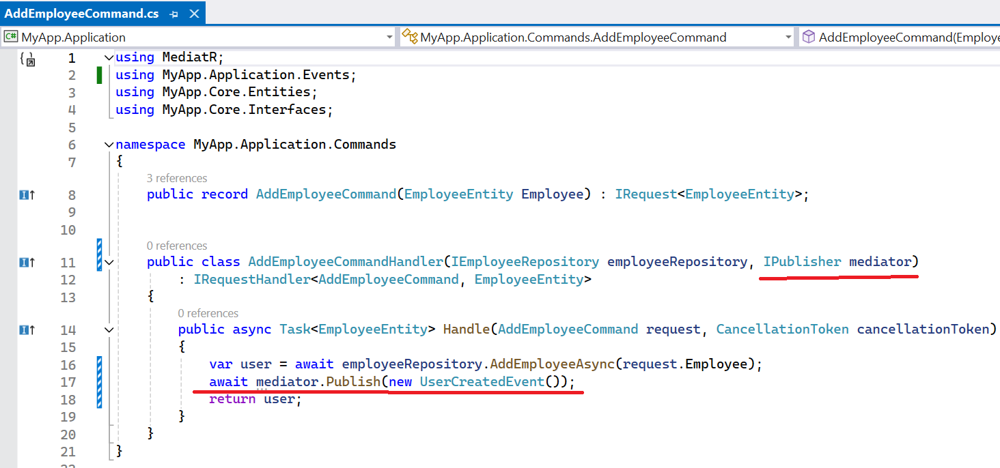 AddEmployeeCommand.cs
C# MyApp.Application MyApp.Application.Commands.AddEmployeeCommand AddEmployeeCommand(Employe
1 using MediatR;
2 using MyApp.Application.Events;
3 using MyApp.Core.Entities;
4 using MyApp.Core.Interfaces;
5
6 namespace MyApp.Application.Commands
7 {
3 references
8 public record AddEmployeeCommand(EmployeeEntity Employee) : IRequest<EmployeeEntity>;
9
10
0 references
11 public class AddEmployeeCommandHandler(IEmployeeRepository employeeRepository, IPublisher mediator)
12 : IRequestHandler<AddEmployeeCommand, EmployeeEntity>
13 {
0 references
14 public async Task<EmployeeEntity> Handle(AddEmployeeCommand request, CancellationToken cancellationToken)
15 {
16 var user = await employeeRepository.AddEmployeeAsync(request.Employee);
17 await mediator.Publish(new UserCreatedEvent());
18 return user;
19 }
20 }
21 }
22